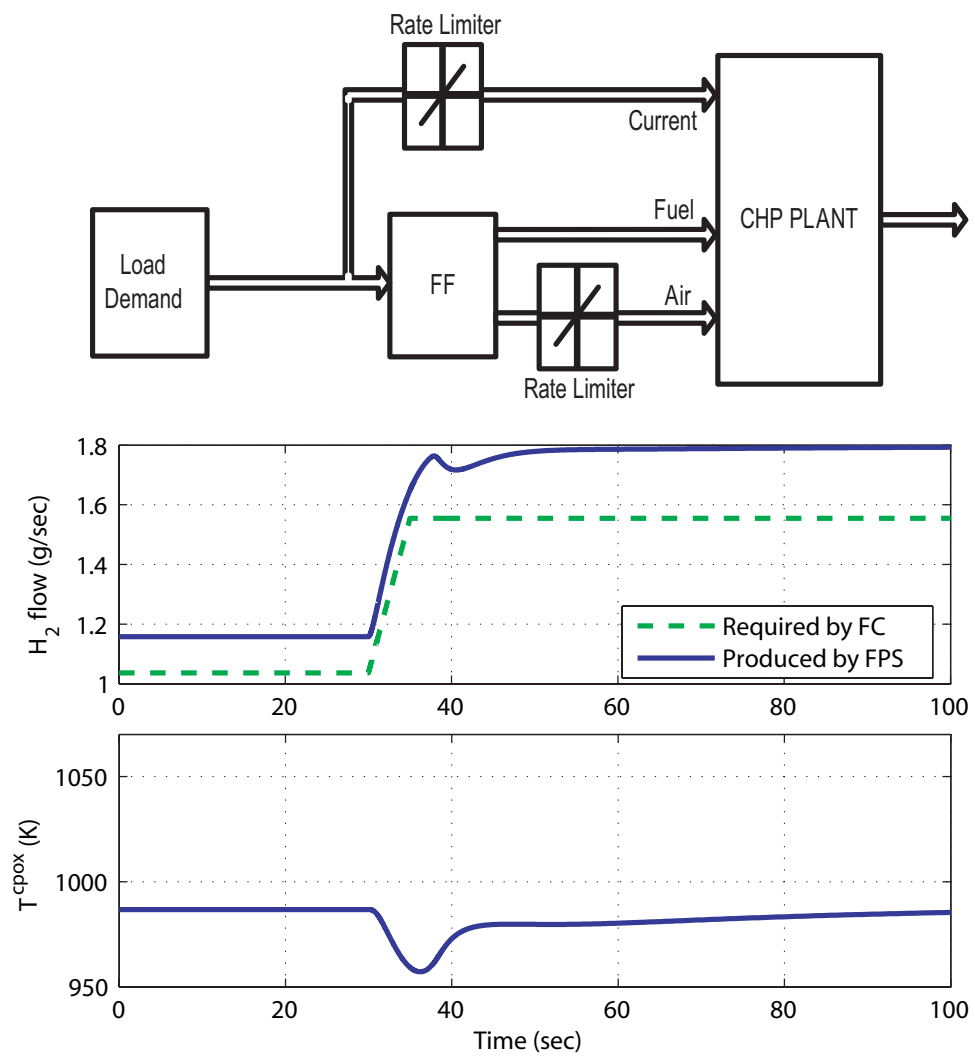 Rate Limiter
Current
Fuel
CHP PLANT
Load
Demand
FF
Air
Rate Limiter
1.8
1.6
1.4
1.2
1
H2 flow (g/sec)
Required by FC
Produced by FPS
0 20 40 60 80 100
1050
1000
950
T^cpox (K)
0 20 40 60 80 100
Time (sec)